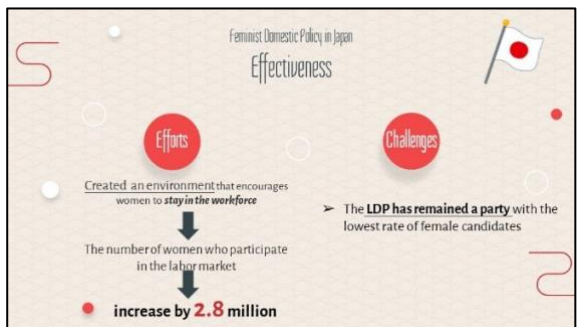 Feminist Domestic Policy in Japan
Effectiveness
Efforts
Created an environment that encourages
women to stay in the workforce
The number of women who participate
in the labor market
increase by 2.8 million
Challenges
➢ The LDP has remained a party with the
lowest rate of female candidates